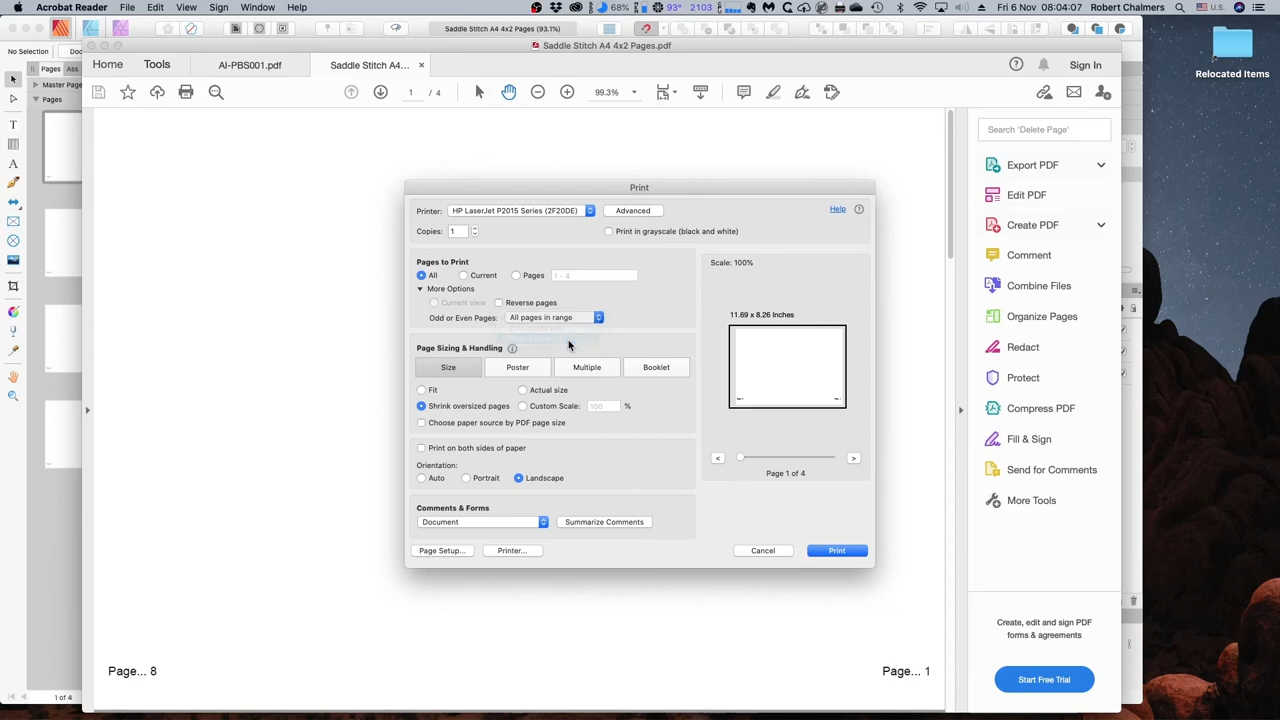 Acrobat Reader File Edit View Sign Window Help 68% 93° 2103 Fri 6 Nov 08:04:07 Robert Chalmers
Saddle Stitch A4 4x2 Pages (93.1%)
No Selection Doc
Saddle Stitch A4 4x2 Pages.pdf
Home Tools AI-PBS001.pdf Saddle Stitch A4... × Sign In
Pages Ass
Master Page
Pages
1 / 4 99.3%
Relocated Items
Search 'Delete Page'
Export PDF
Edit PDF
Create PDF
Comment
Combine Files
Organize Pages
Redact
Protect
Compress PDF
Fill & Sign
Send for Comments
More Tools
Create, edit and sign PDF
forms & agreements
Start Free Trial
Print
Printer: HP LaserJet P2015 Series (2F20DE) Advanced Help
Copies: 1 Print in grayscale (black and white)
Pages to Print
All Current Pages 1 - 4
More Options
Current view Reverse pages
Odd or Even Pages: All pages in range
Page Sizing & Handling
Size Poster Multiple Booklet
Fit Actual size
Shrink oversized pages Custom Scale: 100 %
Choose paper source by PDF page size
Print on both sides of paper
Orientation:
Auto Portrait Landscape
Comments & Forms
Document Summarize Comments
Page Setup... Printer... Cancel Print
Scale: 100%
11.69 x 8.26 Inches
< >
Page 1 of 4
Page... 8 Page... 1
1 of 4